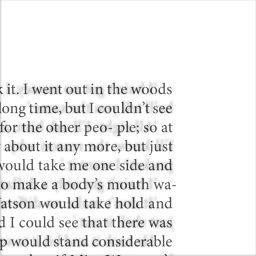 it. I went out in the woods
long time, but I couldn't see
for the other peo- ple; so at
about it any more, but just
would take me one side and
to make a body's mouth wa-
atson would take hold and
I could see that there was
would stand considerable